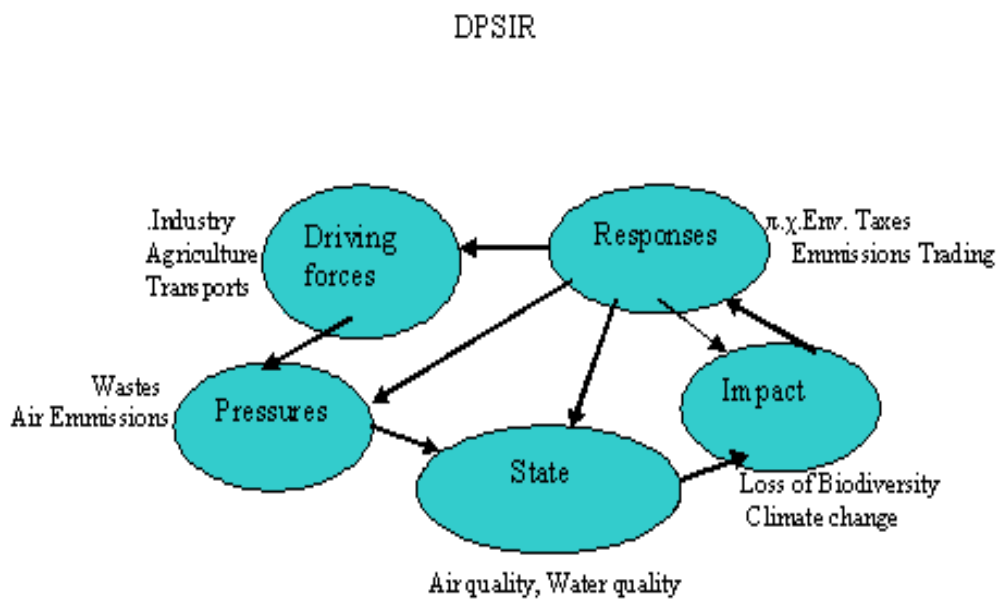 DPSIR
.Industry
Agriculture
Transports
Driving
forces
Responses
π.χ.Env. Taxes
Emmissions Trading
Wastes
Air Emmissions
Pressures
Impact
State
Loss of Biodiversity
Climate change
Air quality, Water quality